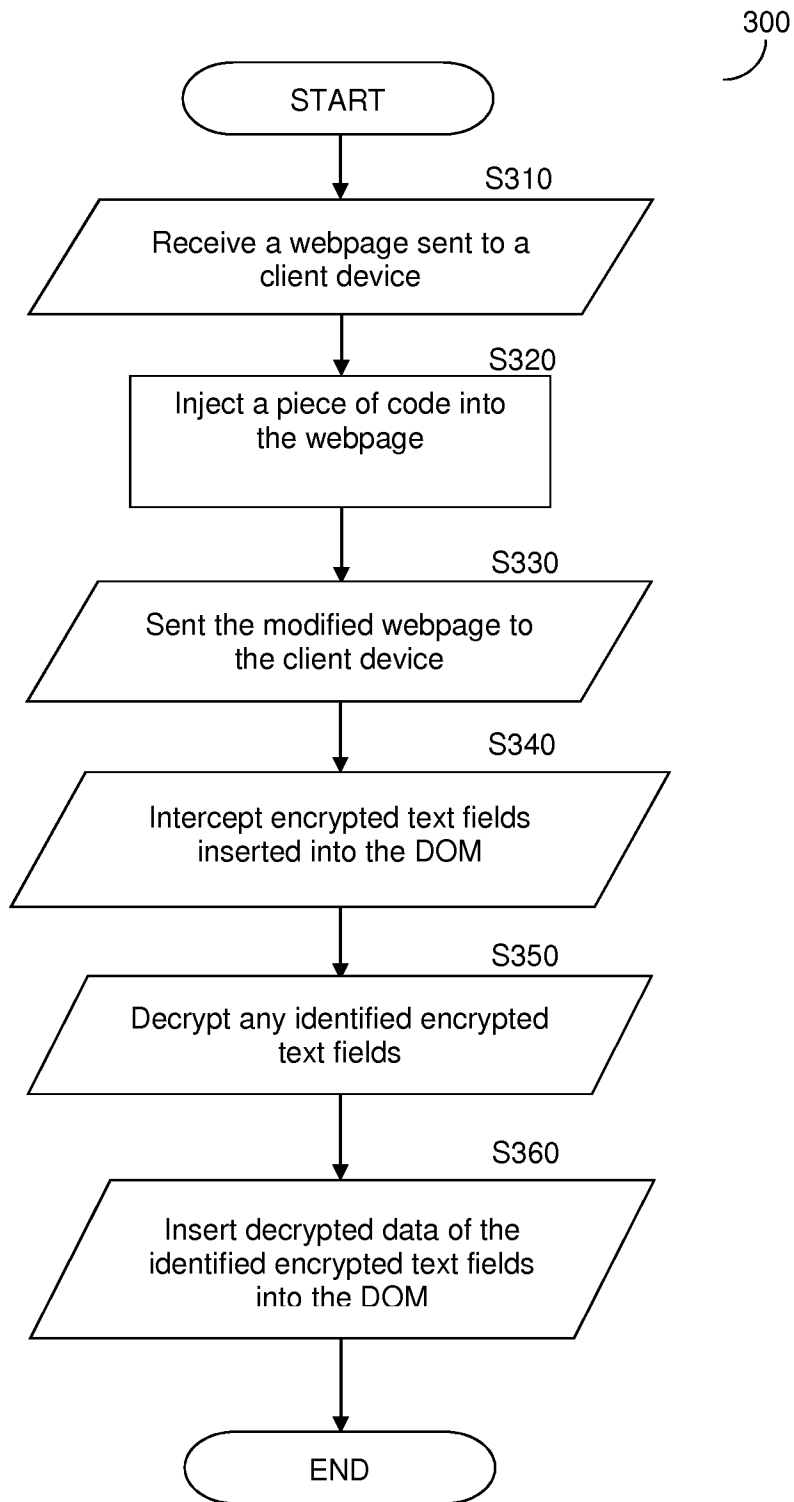 300
START
S310
Receive a webpage sent to a
client device
S320
Inject a piece of code into
the webpage
S330
Sent the modified webpage to
the client device
S340
Intercept encrypted text fields
inserted into the DOM
S350
Decrypt any identified encrypted
text fields
S360
Insert decrypted data of the
identified encrypted text fields
into the DOM
END